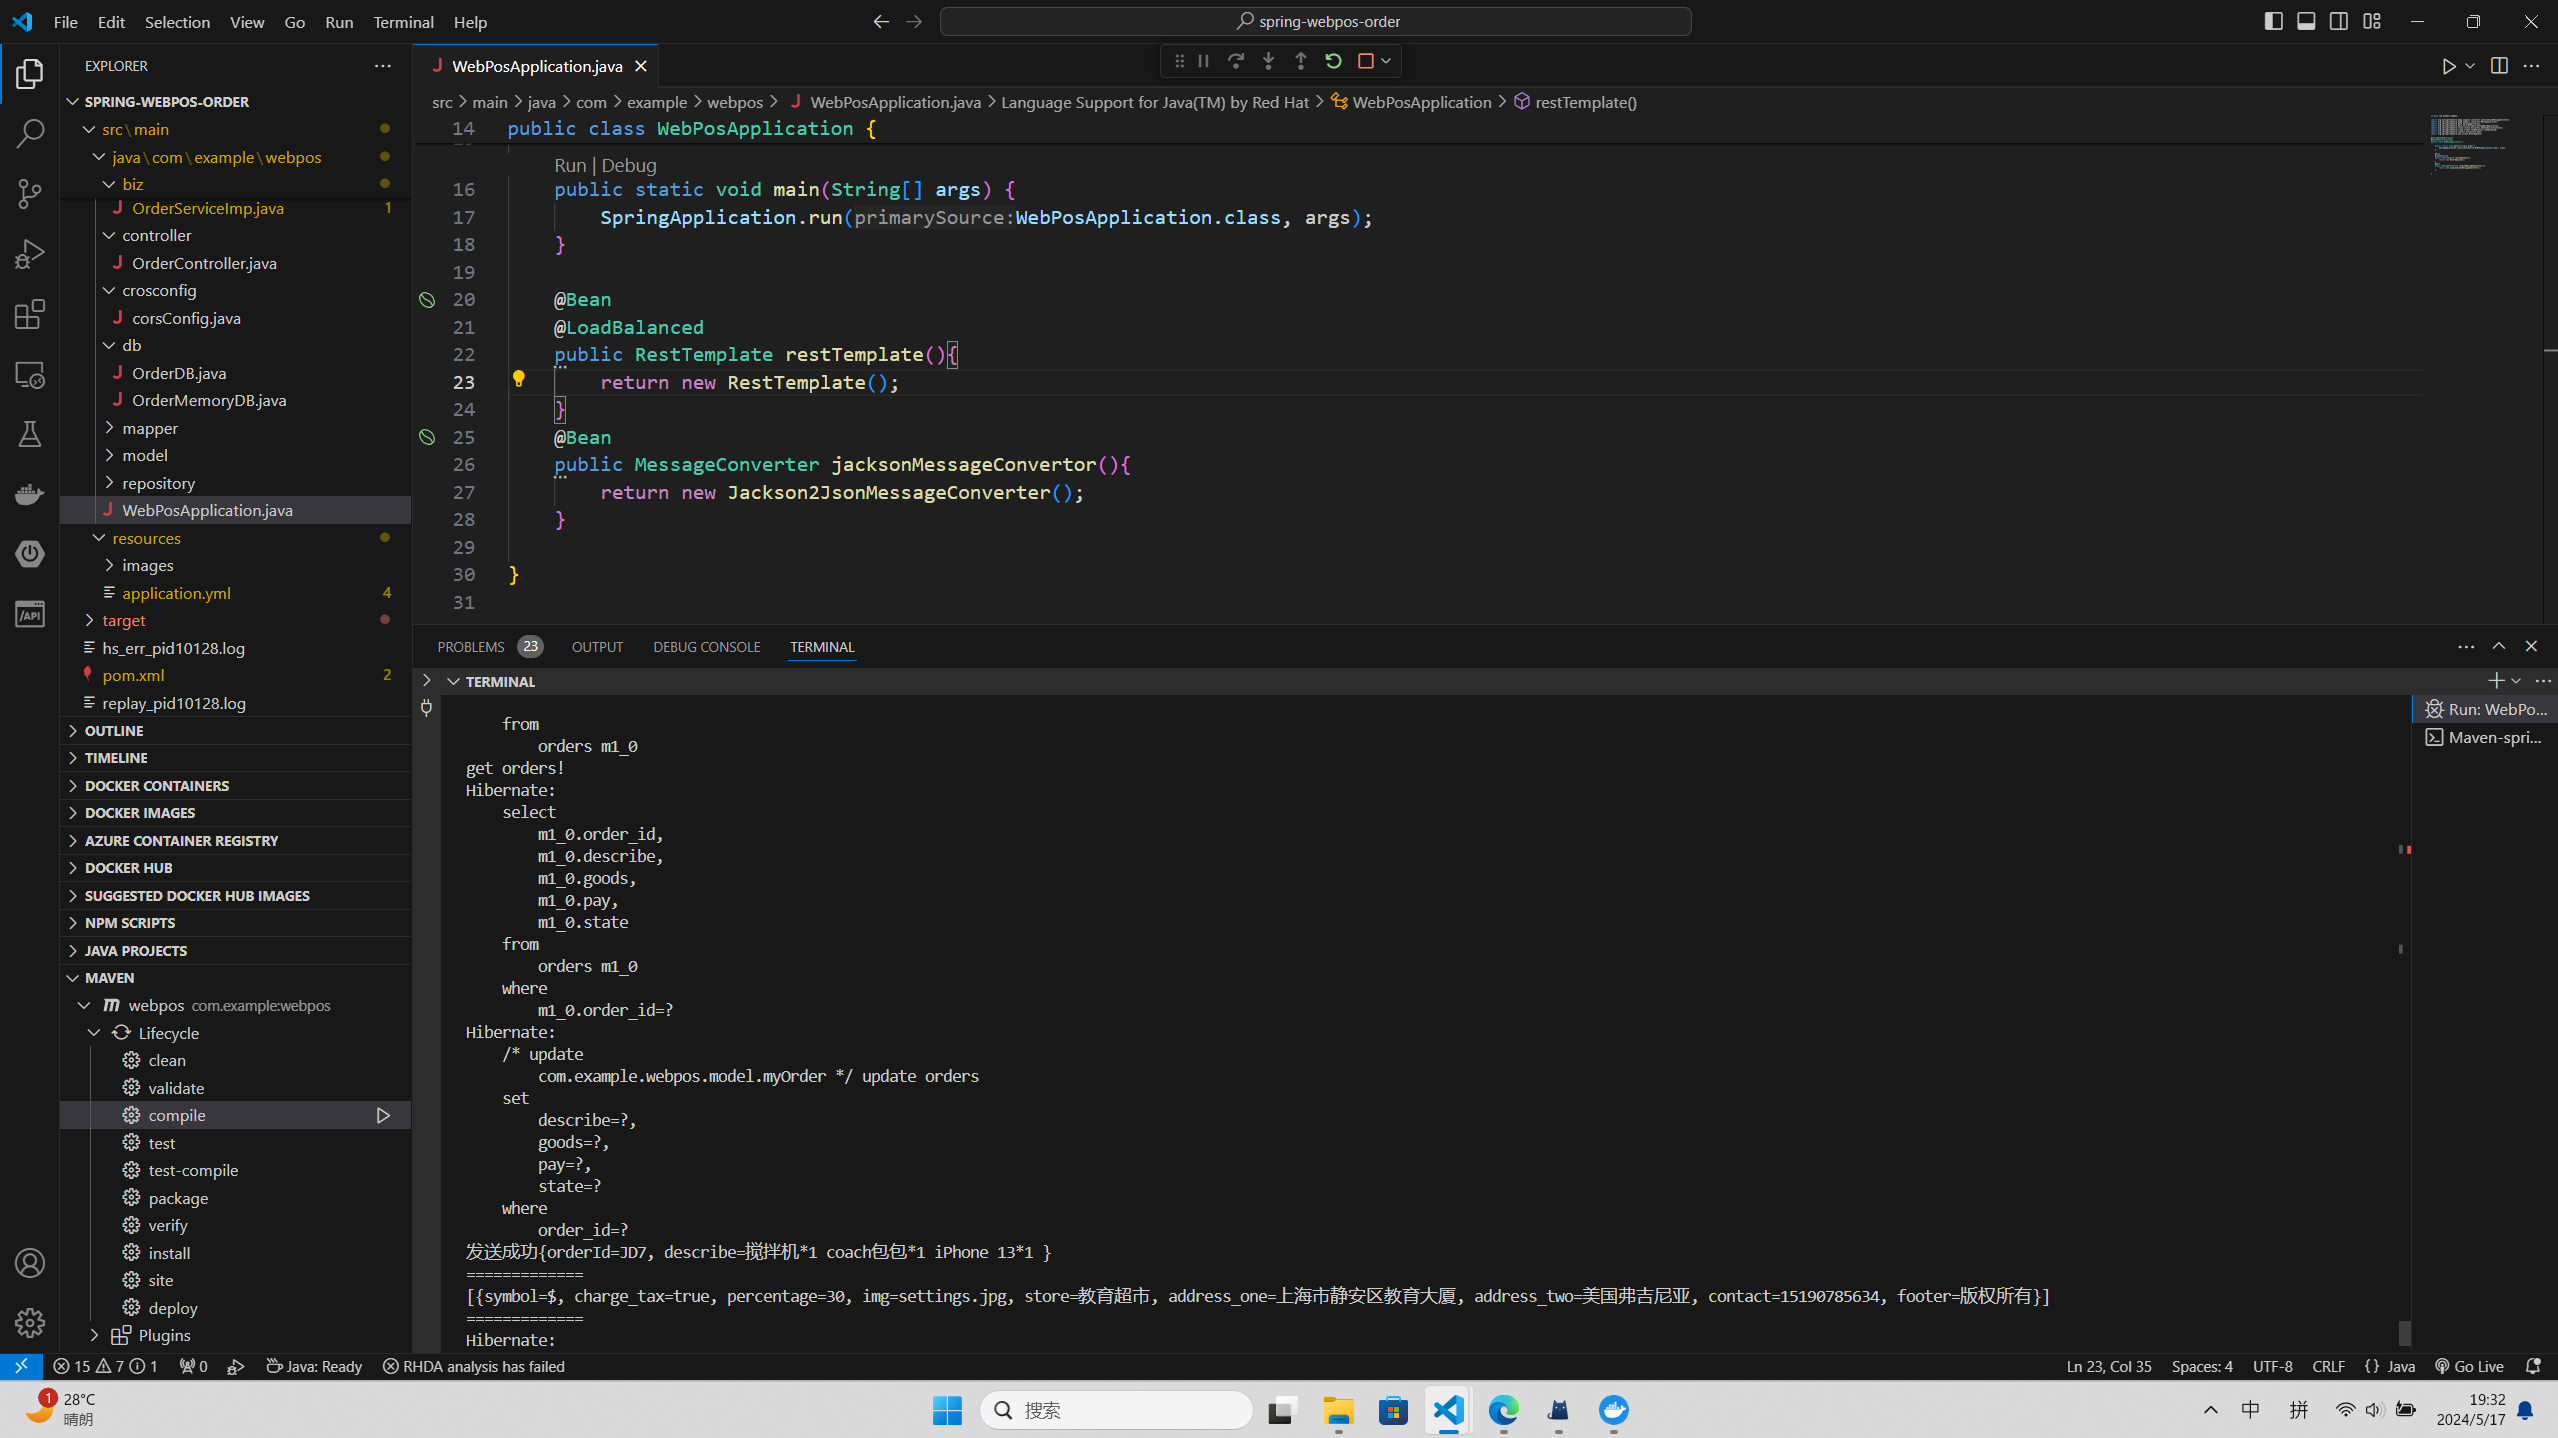 File Edit Selection View Go Run Terminal Help
spring-webpos-order
EXPLORER
SPRING-WEBPOS-ORDER
src\main
java\com\example\webpos
biz
OrderServiceImp.java 1
controller
OrderController.java
crosconfig
corsConfig.java
db
OrderDB.java
OrderMemoryDB.java
mapper
model
repository
WebPosApplication.java
resources
images
application.yml 4
target
hs_err_pid10128.log
pom.xml 2
replay_pid10128.log
OUTLINE
TIMELINE
DOCKER CONTAINERS
DOCKER IMAGES
AZURE CONTAINER REGISTRY
DOCKER HUB
SUGGESTED DOCKER HUB IMAGES
NPM SCRIPTS
JAVA PROJECTS
MAVEN
webpos com.example:webpos
Lifecycle
clean
validate
compile
test
test-compile
package
verify
install
site
deploy
Plugins
WebPosApplication.java
src > main > java > com > example > webpos > WebPosApplication.java > Language Support for Java(TM) by Red Hat > WebPosApplication > restTemplate()
14 public class WebPosApplication {
Run | Debug
16 public static void main(String[] args) {
17 SpringApplication.run(primarySource:WebPosApplication.class, args);
18 }
19
20 @Bean
21 @LoadBalanced
22 public RestTemplate restTemplate(){
23 return new RestTemplate();
24 }
25 @Bean
26 public MessageConverter jacksonMessageConvertor(){
27 return new Jackson2JsonMessageConverter();
28 }
29
30 }
31
PROBLEMS 23 OUTPUT DEBUG CONSOLE TERMINAL
TERMINAL
Run: WebPo...
Maven-spri...
from
orders m1_0
get orders!
Hibernate:
select
m1_0.order_id,
m1_0.describe,
m1_0.goods,
m1_0.pay,
m1_0.state
from
orders m1_0
where
m1_0.order_id=?
Hibernate:
/* update
com.example.webpos.model.myOrder */ update orders
set
describe=?,
goods=?,
pay=?,
state=?
where
order_id=?
发送成功{orderId=JD7, describe=搅拌机*1 coach包包*1 iPhone 13*1 }
=============
[{symbol=$, charge_tax=true, percentage=30, img=settings.jpg, store=教育超市, address_one=上海市静安区教育大厦, address_two=美国弗吉尼亚, contact=15190785634, footer=版权所有}]
=============
Hibernate:
15 7 1 0 Java: Ready RHDA analysis has failed
Ln 23, Col 35 Spaces: 4 UTF-8 CRLF {} Java Go Live
1 28°C
晴朗
搜索
中 拼
19:32
2024/5/17